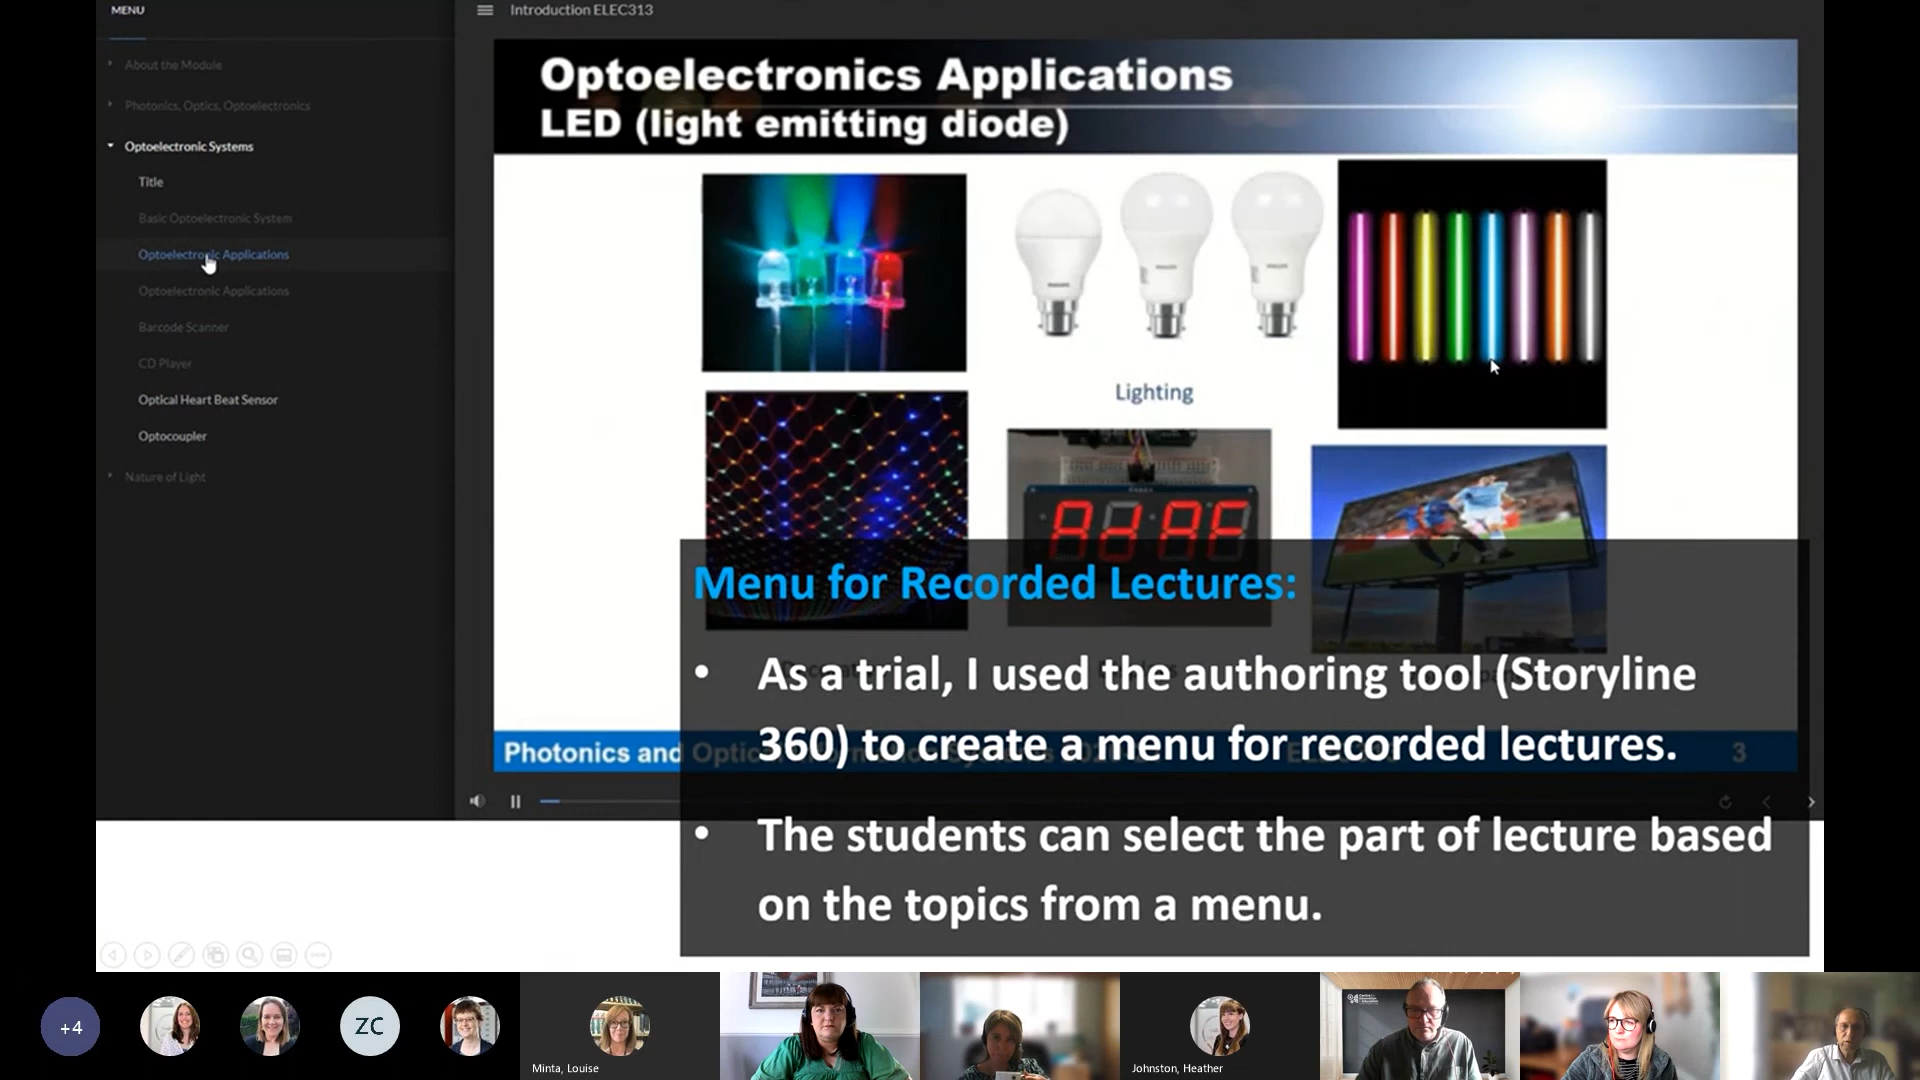 MENU
Introduction ELEC313
About the Module
Photonics, Optics, Optoelectronics
Optoelectronic Systems
Title
Basic Optoelectronic System
Optoelectronic Applications
Optoelectronic Applications
Barcode Scanner
CD Player
Optical Heart Beat Sensor
Optocoupler
Nature of Light
Optoelectronics Applications
LED (light emitting diode)
Lighting
Menu for Recorded Lectures:
• As a trial, I used the authoring tool (Storyline
360) to create a menu for recorded lectures.
• The students can select the part of lecture based
on the topics from a menu.
Photonics and
3
+4
ZC
Minta, Louise
Johnston, Heather